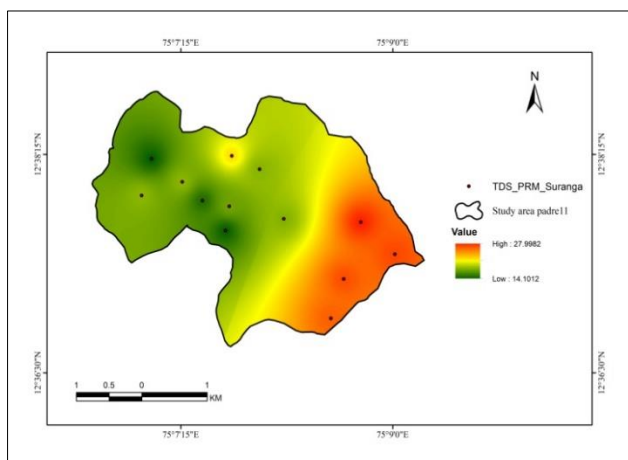 75°7'15"E
75°9'0"E
N
12°38'15"N
12°38'15"N
TDS_PRM_Suranga
Study area padre11
Value
High : 27.9982
Low : 14.1012
12°36'30"N
12°36'30"N
1 0.5 0 1
KM
75°7'15"E
75°9'0"E